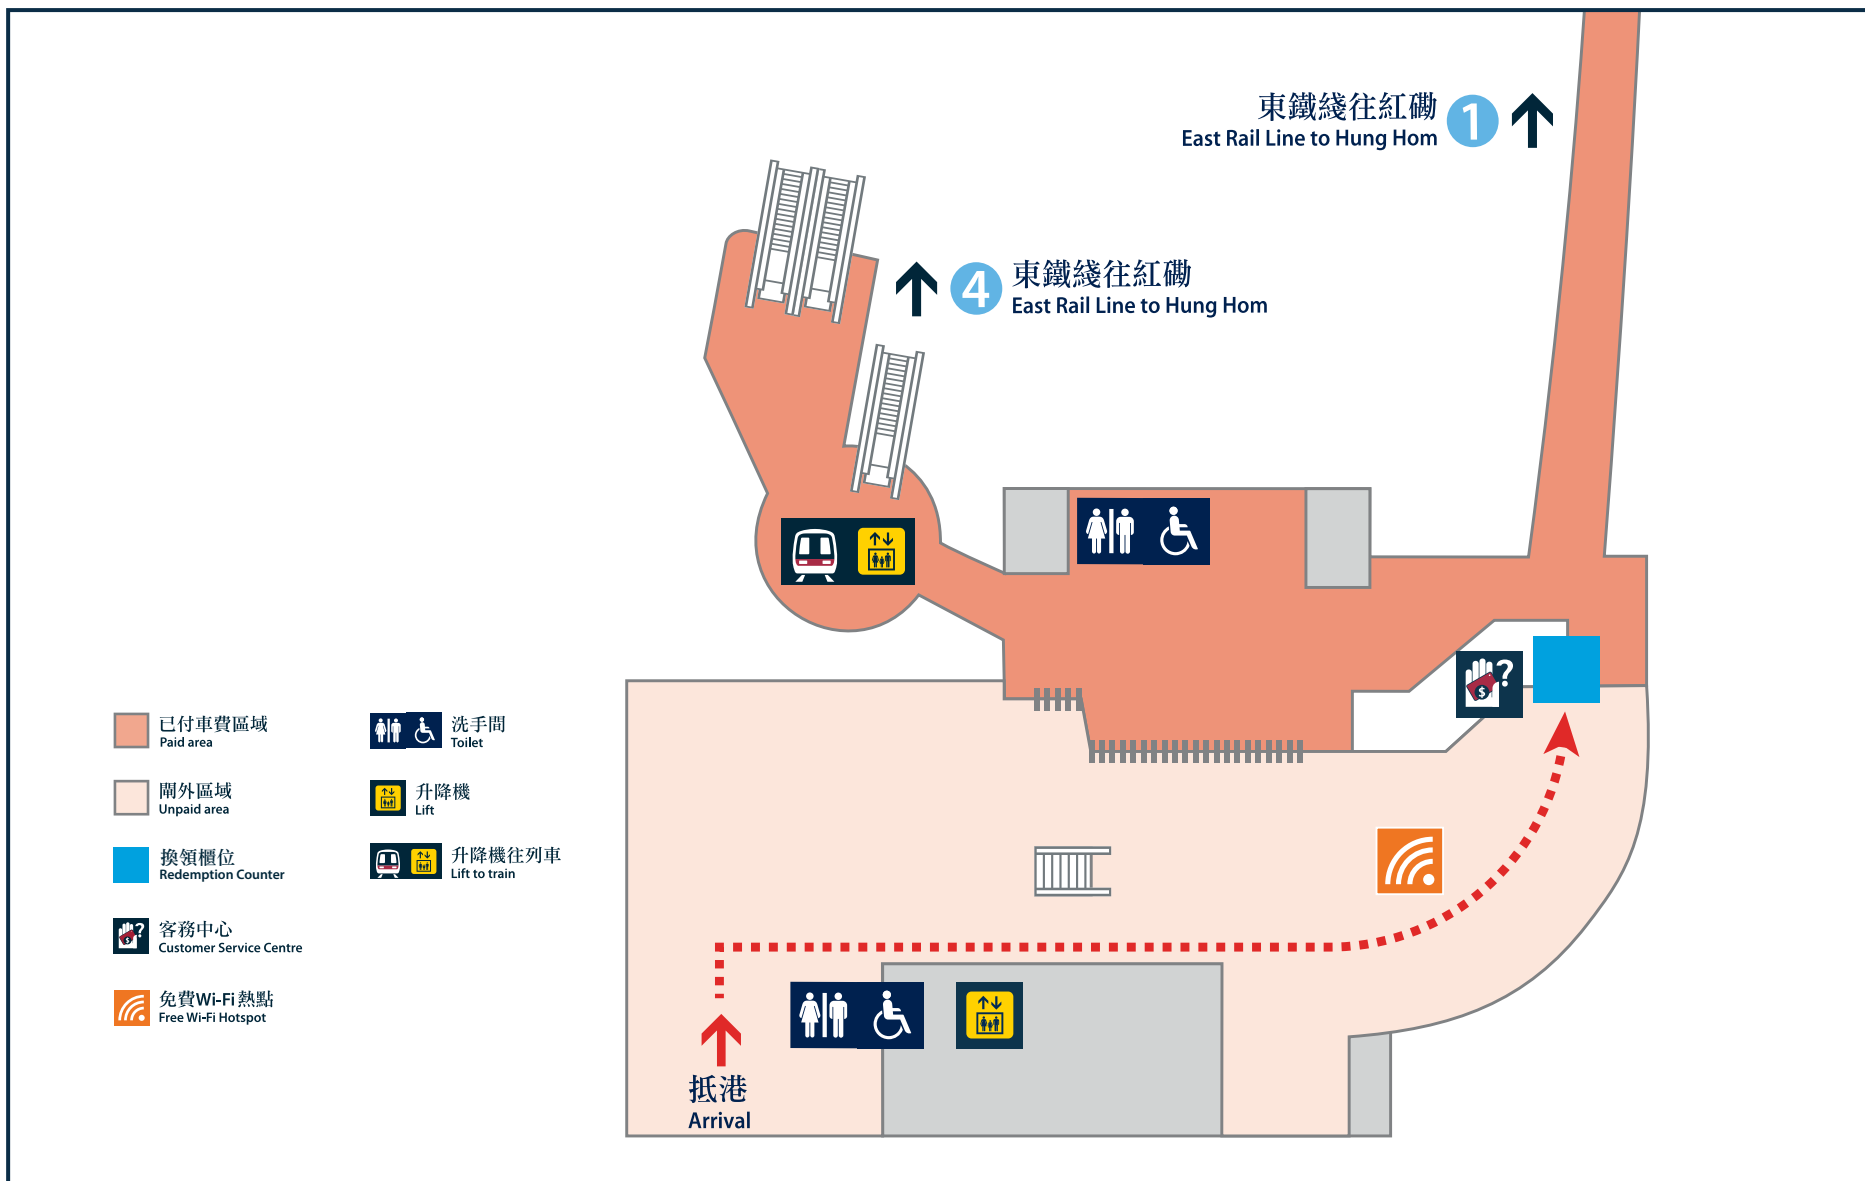 東鐵綫往紅磡
East Rail Line to Hung Hom
1
4
東鐵綫往紅磡
East Rail Line to Hung Hom
?
$
已付車費區域
Paid area
閘外區域
Unpaid area
換領櫃位
Redemption Counter
?
$
客務中心
Customer Service Centre
免費Wi-Fi熱點
Free Wi-Fi Hotspot
洗手間
Toilet
升降機
Lift
升降機往列車
Lift to train
抵港
Arrival